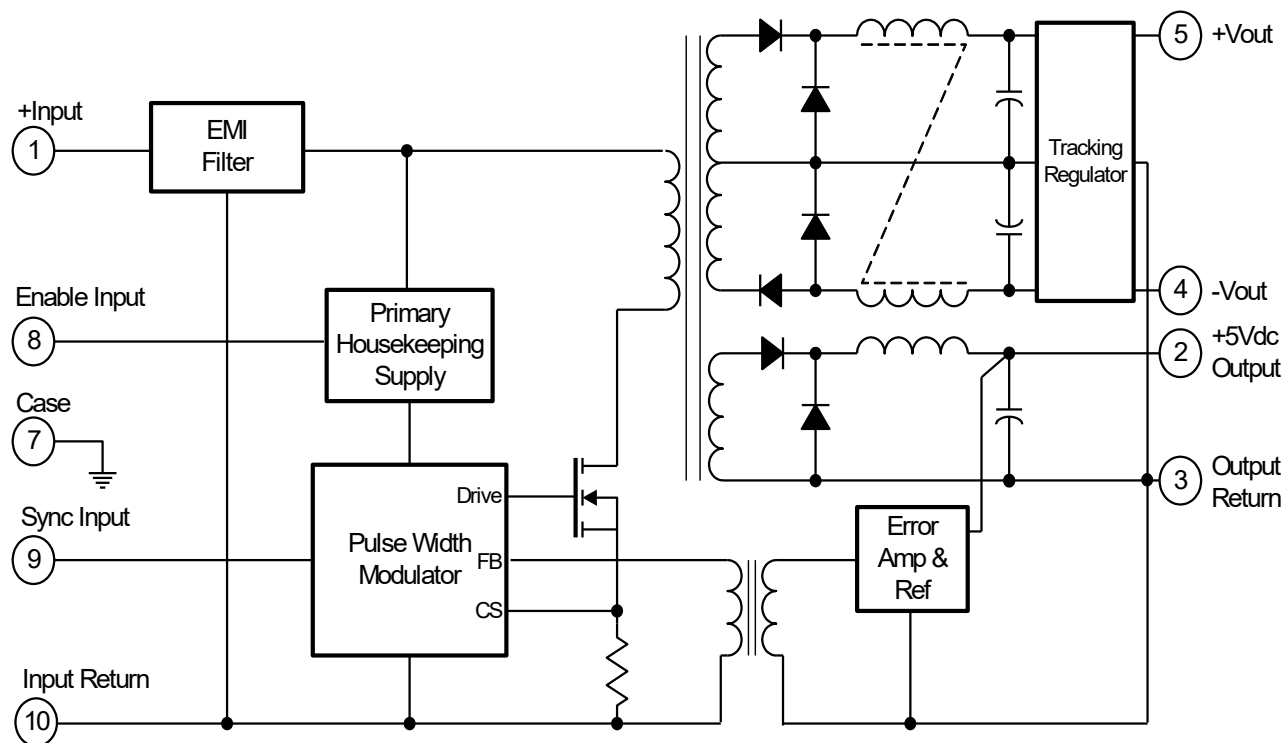 +Input
1
EMI
Filter
Enable Input
8
Primary
Housekeeping
Supply
Case
7
Sync Input
9
Pulse Width
Modulator
Drive
FB
CS
Input Return
10
Tracking
Regulator
5
+Vout
4
-Vout
2
+5Vdc
Output
3
Output
Return
Error
Amp &
Ref